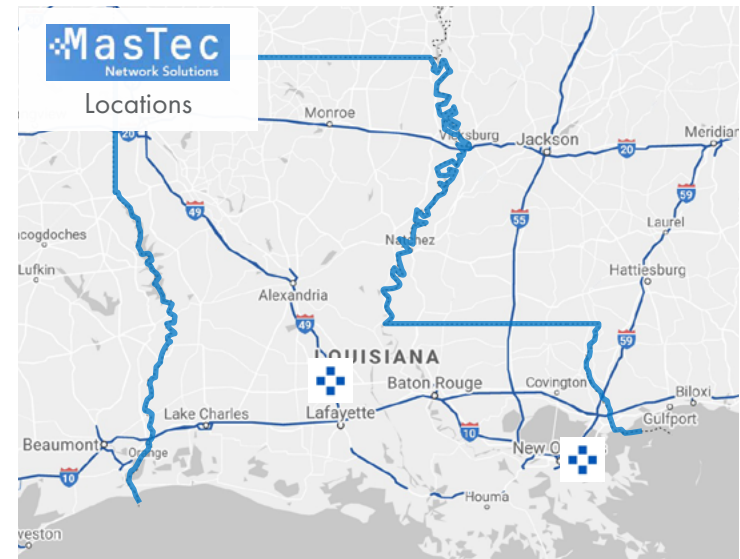 MasTec
Network Solutions
Locations
20
Monroe
Vicksburg
Jackson
20
Meridian
49
59
55
Laurel
Natchez
Hattiesburg
cogdoches
Lufkin
Alexandria
49
59
LOUISIANA
Baton Rouge
Covington
Biloxi
Gulfport
Lake Charles
Lafayette
10
New O
Beaumont
Orange
10
Houma
veston